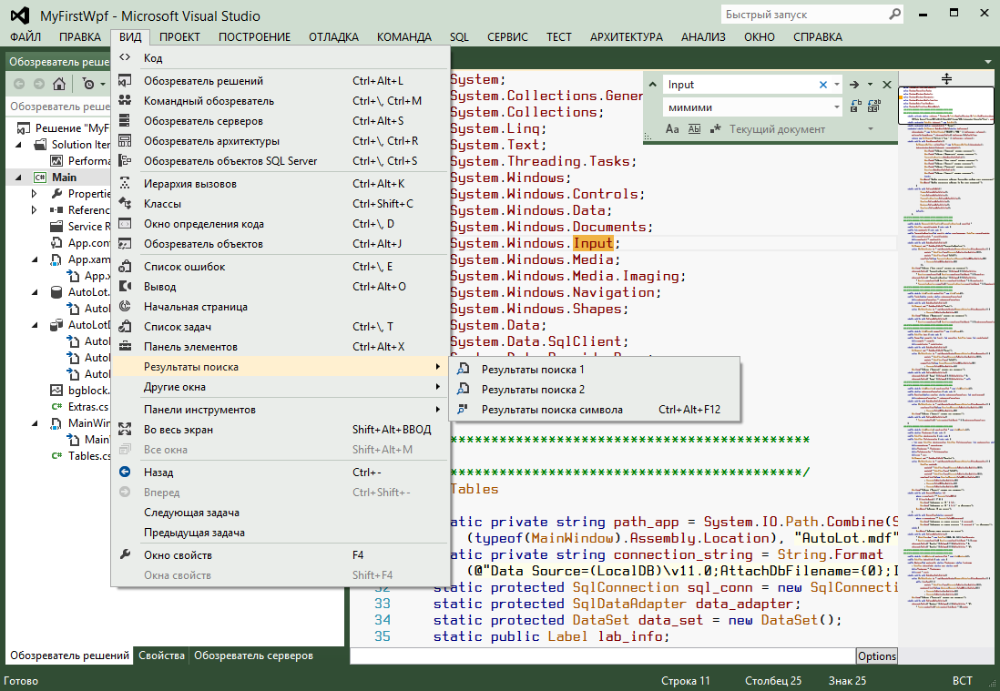 MyFirstWpf - Microsoft Visual Studio
Быстрый запуск
ФАЙЛ ПРАВКА ВИД ПРОЕКТ ПОСТРОЕНИЕ ОТЛАДКА КОМАНДА SQL СЕРВИС ТЕСТ АРХИТЕКТУРА АНАЛИЗ ОКНО СПРАВКА
Обозреватель реше
Обозреватель реше
Решение "MyF
Solution Iter
Performa
C# Main
Propertie
Referenc
Service R
App.cont
App.xam
App.x
AutoLot.
Autol
AutoLotD
Autol
Autol
Autol
bgblock.
C# Extras.cs
MainWin
Main
C# Tables.cs
Код
Обозреватель решений Ctrl+Alt+L
Командный обозреватель Ctrl+\, Ctrl+M
Обозреватель серверов Ctrl+Alt+S
Обозреватель архитектуры Ctrl+\, Ctrl+R
Обозреватель объектов SQL Server Ctrl+\, Ctrl+S
Иерархия вызовов Ctrl+Alt+K
Классы Ctrl+Shift+C
Окно определения кода Ctrl+\, D
Обозреватель объектов Ctrl+Alt+J
Список ошибок Ctrl+\, E
Вывод Ctrl+Alt+O
Начальная страница
Список задач Ctrl+\, T
Панель элементов Ctrl+Alt+X
Результаты поиска
Другие окна
Панели инструментов
Во весь экран Shift+Alt+ВВОД
Все окна Shift+Alt+M
Назад Ctrl+-
Вперед Ctrl+Shift+-
Следующая задача
Предыдущая задача
Окно свойств F4
Окна свойств Shift+F4
Результаты поиска 1
Результаты поиска 2
Результаты поиска символа Ctrl+Alt+F12
Input
мимими
Aa Ab Текущий документ
System;
System.Collections.Gener
System.Collections;
System.Linq;
System.Text;
System.Threading.Tasks;
System.Windows;
System.Windows.Controls;
System.Windows.Data;
System.Windows.Documents;
System.Windows.Input;
System.Windows.Media;
System.Windows.Media.Imaging;
System.Windows.Navigation;
System.Windows.Shapes;
System.Data;
System.Data.SqlClient;
********************************************
*******************************************/
Tables
tatic private string path_app = System.IO.Path.Combine(S
(typeof(MainWindow).Assembly.Location), "AutoLot.mdf"
tatic private string connection_string = String.Format
(@"Data Source=(LocalDB)\v11.0;AttachDbFilename={0};I
32 static protected SqlConnection sql_conn = new SqlConnecti
33 static protected SqlDataAdapter data_adapter;
34 static protected DataSet data_set = new DataSet();
35 static public Label lab_info;
Options
Обозреватель решений Свойства Обозреватель серверов
Готово Строка 11 Столбец 25 Знак 25 ВСТ